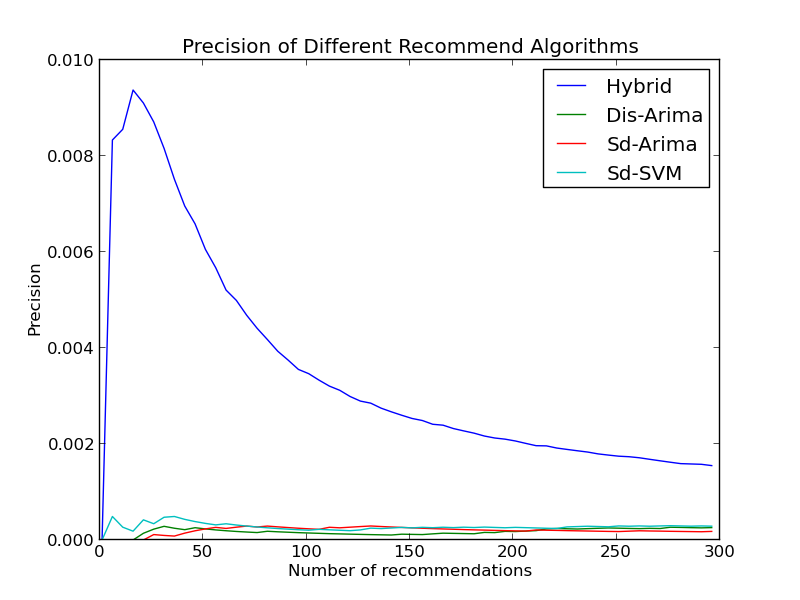 Precision of Different Recommend Algorithms
0.010
0.008
0.006
0.004
0.002
0.000
Precision
Hybrid
Dis-Arima
Sd-Arima
Sd-SVM
0 50 100 150 200 250 300
Number of recommendations